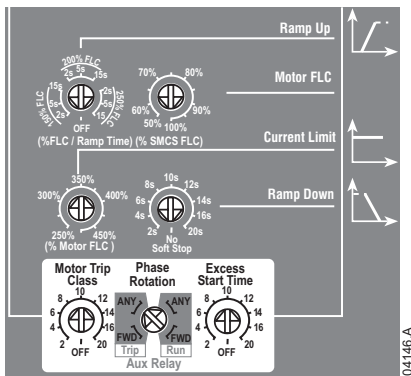 Ramp Up
200% FLC
2s 5s 15s
150% FLC
15s 5s 2s
250% FLC
2s 5s 15
OFF
(%FLC / Ramp Time)
70% 80%
60% 90%
50% 100%
(% SMCS FLC)
Motor FLC
Current Limit
350%
300% 400%
250% 450%
(% Motor FLC )
10s
8s 12s
6s 14s
4s 16s
2s 20s
No
Soft Stop
Ramp Down
Motor Trip
Class
10
8 12
6 14
4 16
2 20
OFF
Phase
Rotation
ANY ANY
FWD FWD
Trip Run
Aux Relay
Excess
Start Time
10
8 12
6 14
4 16
2 20
OFF
04146.A